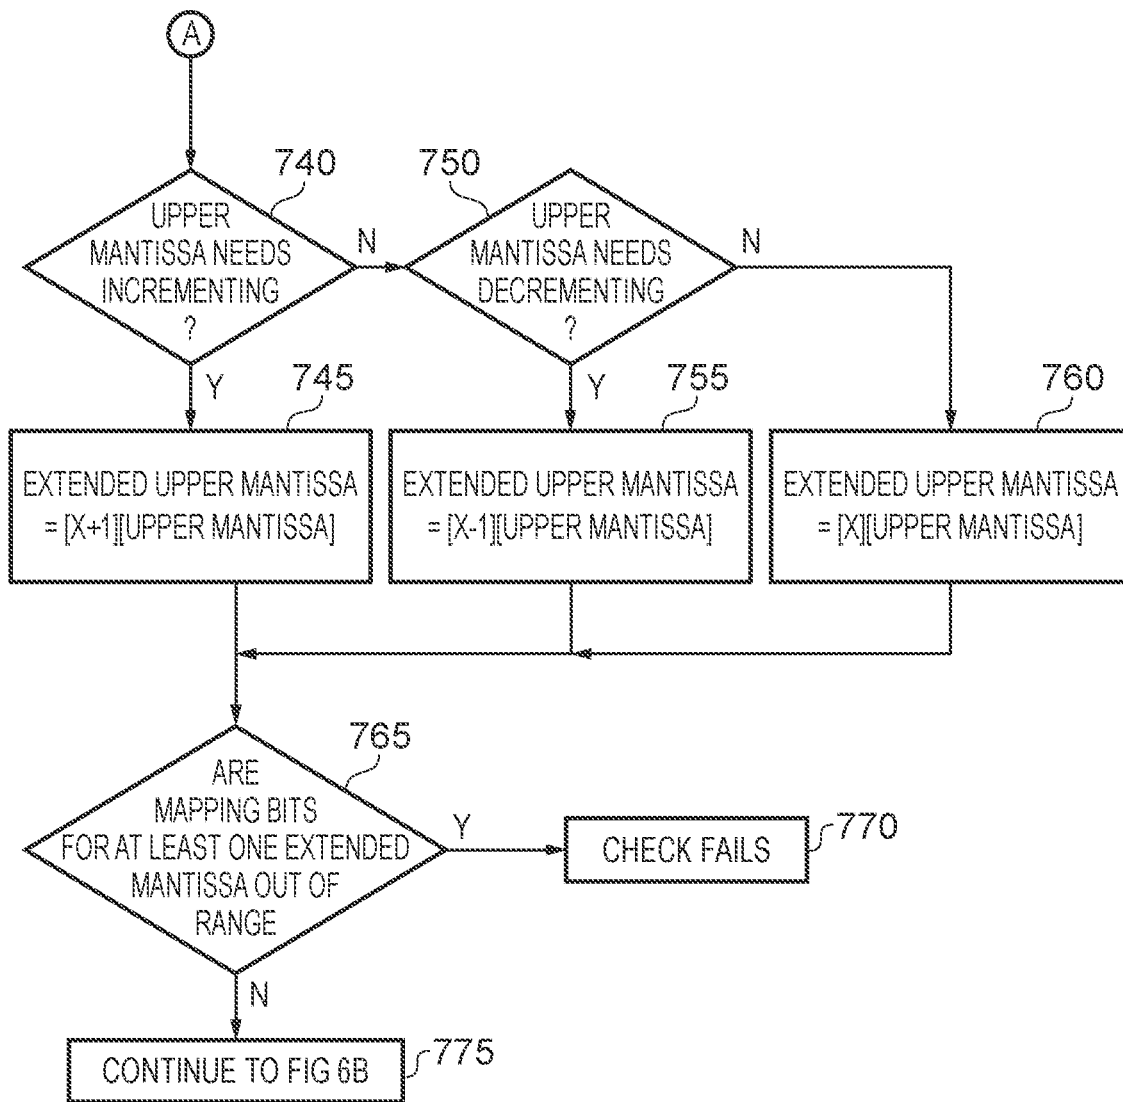 A
740
UPPER
MANTISSA NEEDS
INCREMENTING
?
N
Y
750
UPPER
MANTISSA NEEDS
DECREMENTING
?
N
Y
745
EXTENDED UPPER MANTISSA
= [X+1][UPPER MANTISSA]
755
EXTENDED UPPER MANTISSA
= [X-1][UPPER MANTISSA]
760
EXTENDED UPPER MANTISSA
= [X][UPPER MANTISSA]
765
ARE
MAPPING BITS
FOR AT LEAST ONE EXTENDED
MANTISSA OUT OF
RANGE
Y
CHECK FAILS
770
N
CONTINUE TO FIG 6B
775